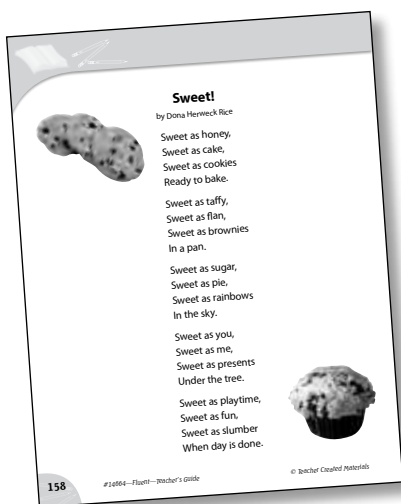 Sweet!
by Dona Herweck Rice
Sweet as honey,
Sweet as cake,
Sweet as cookies
Ready to bake.
Sweet as taffy,
Sweet as flan,
Sweet as brownies
In a pan.
Sweet as sugar,
Sweet as pie,
Sweet as rainbows
In the sky.
Sweet as you,
Sweet as me,
Sweet as presents
Under the tree.
Sweet as playtime,
Sweet as fun,
Sweet as slumber
When day is done.
158
#14664—Fluent—Teacher's Guide
© Teacher Created Materials